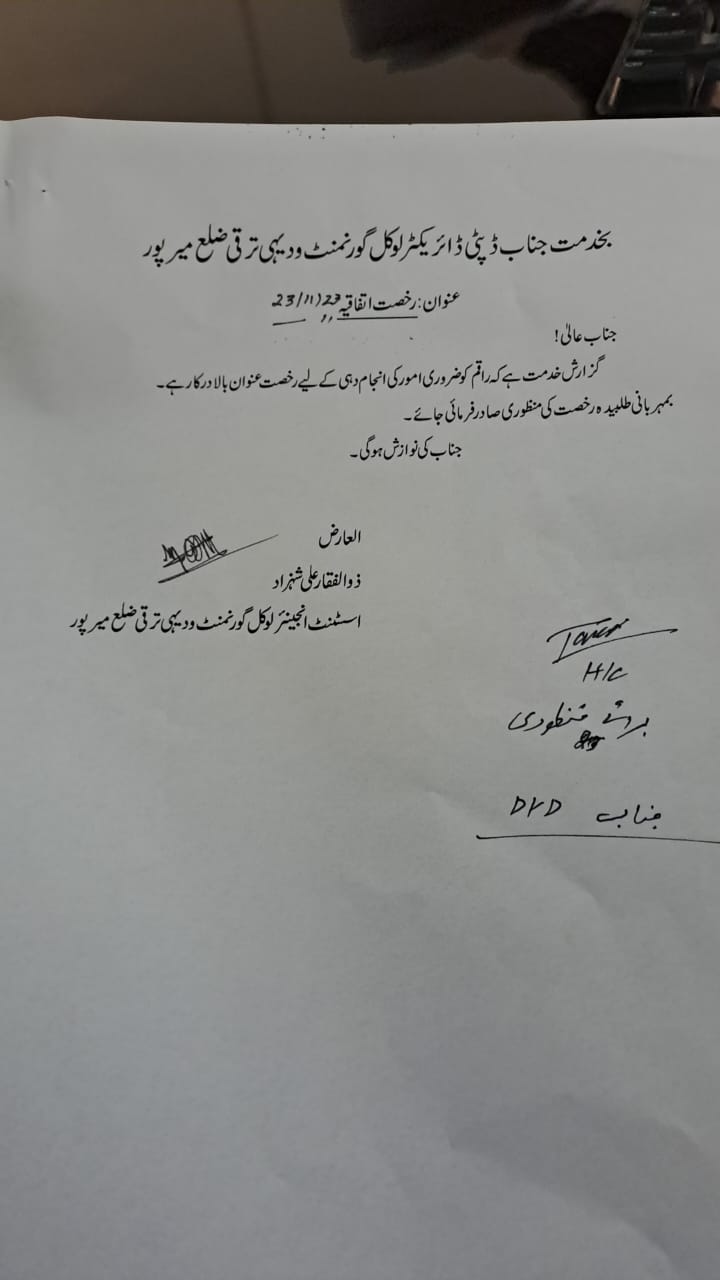 بخدمت جناب ڈپٹی ڈائریکٹر لوکل گورنمنٹ و دیہی ترقی ضلع میرپور
عنوان: رخصت اتفاقیہ 23/11/23
جناب عالیٰ!
گزارش خدمت ہے کہ راقم کو ضروری امور کی انجام دہی کے لیے رخصت عنوان بالا درکار ہے۔
بمہربانی طلبیدہ رخصت کی منظوری صادر فرمائی جائے۔
جناب کی نوازش ہوگی۔
العارض
ذوالفقار علی شہزاد
اسسٹنٹ انجینئر لوکل گورنمنٹ و دیہی ترقی ضلع میرپور
H/C
برائے منظوری
جناب